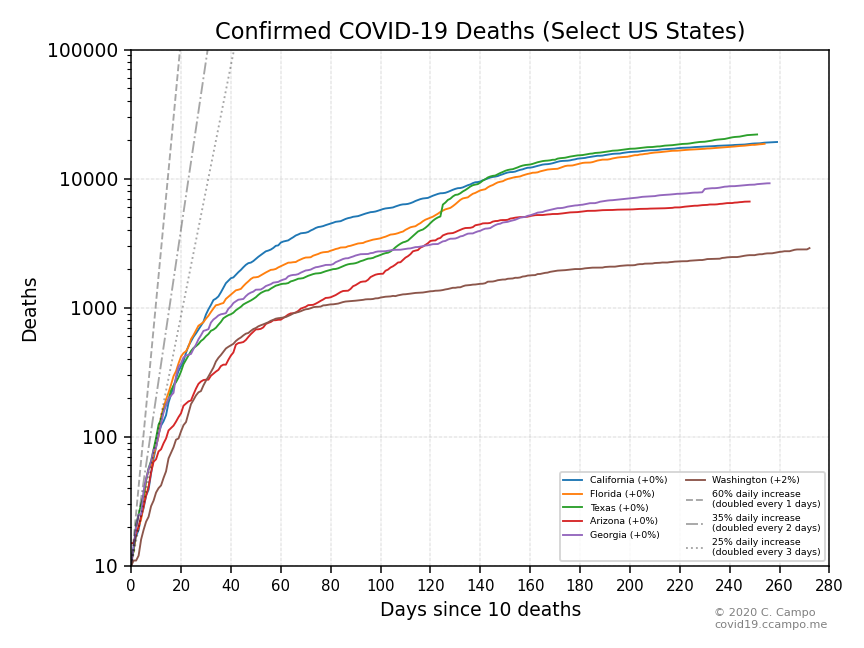 Confirmed COVID-19 Deaths (Select US States)
100000
10000
1000
100
10
Deaths
0 20 40 60 80 100 120 140 160 180 200 220 240 260 280
Days since 10 deaths
California (+0%)
Florida (+0%)
Texas (+0%)
Arizona (+0%)
Georgia (+0%)
Washington (+2%)
60% daily increase
(doubled every 1 days)
35% daily increase
(doubled every 2 days)
25% daily increase
(doubled every 3 days)
© 2020 C. Campo
covid19.ccampo.me